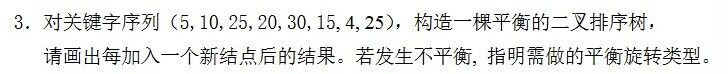 3．对关键字序列（5,10,25,20,30,15, 4, 25），构造一棵平衡的二叉排序树，
请画出每加入一个新结点后的结果。若发生不平衡, 指明需做的平衡旋转类型。